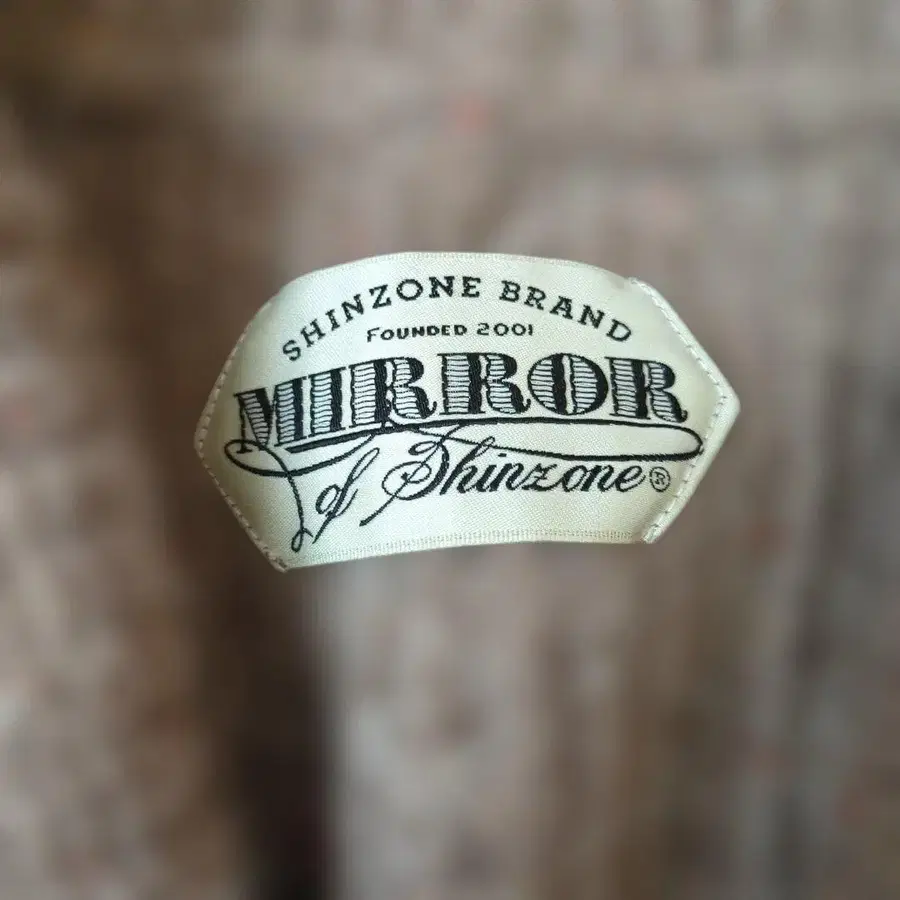 SHINZONE BRAND
FOUNDED 2001
MIRROR
of Shinzone®